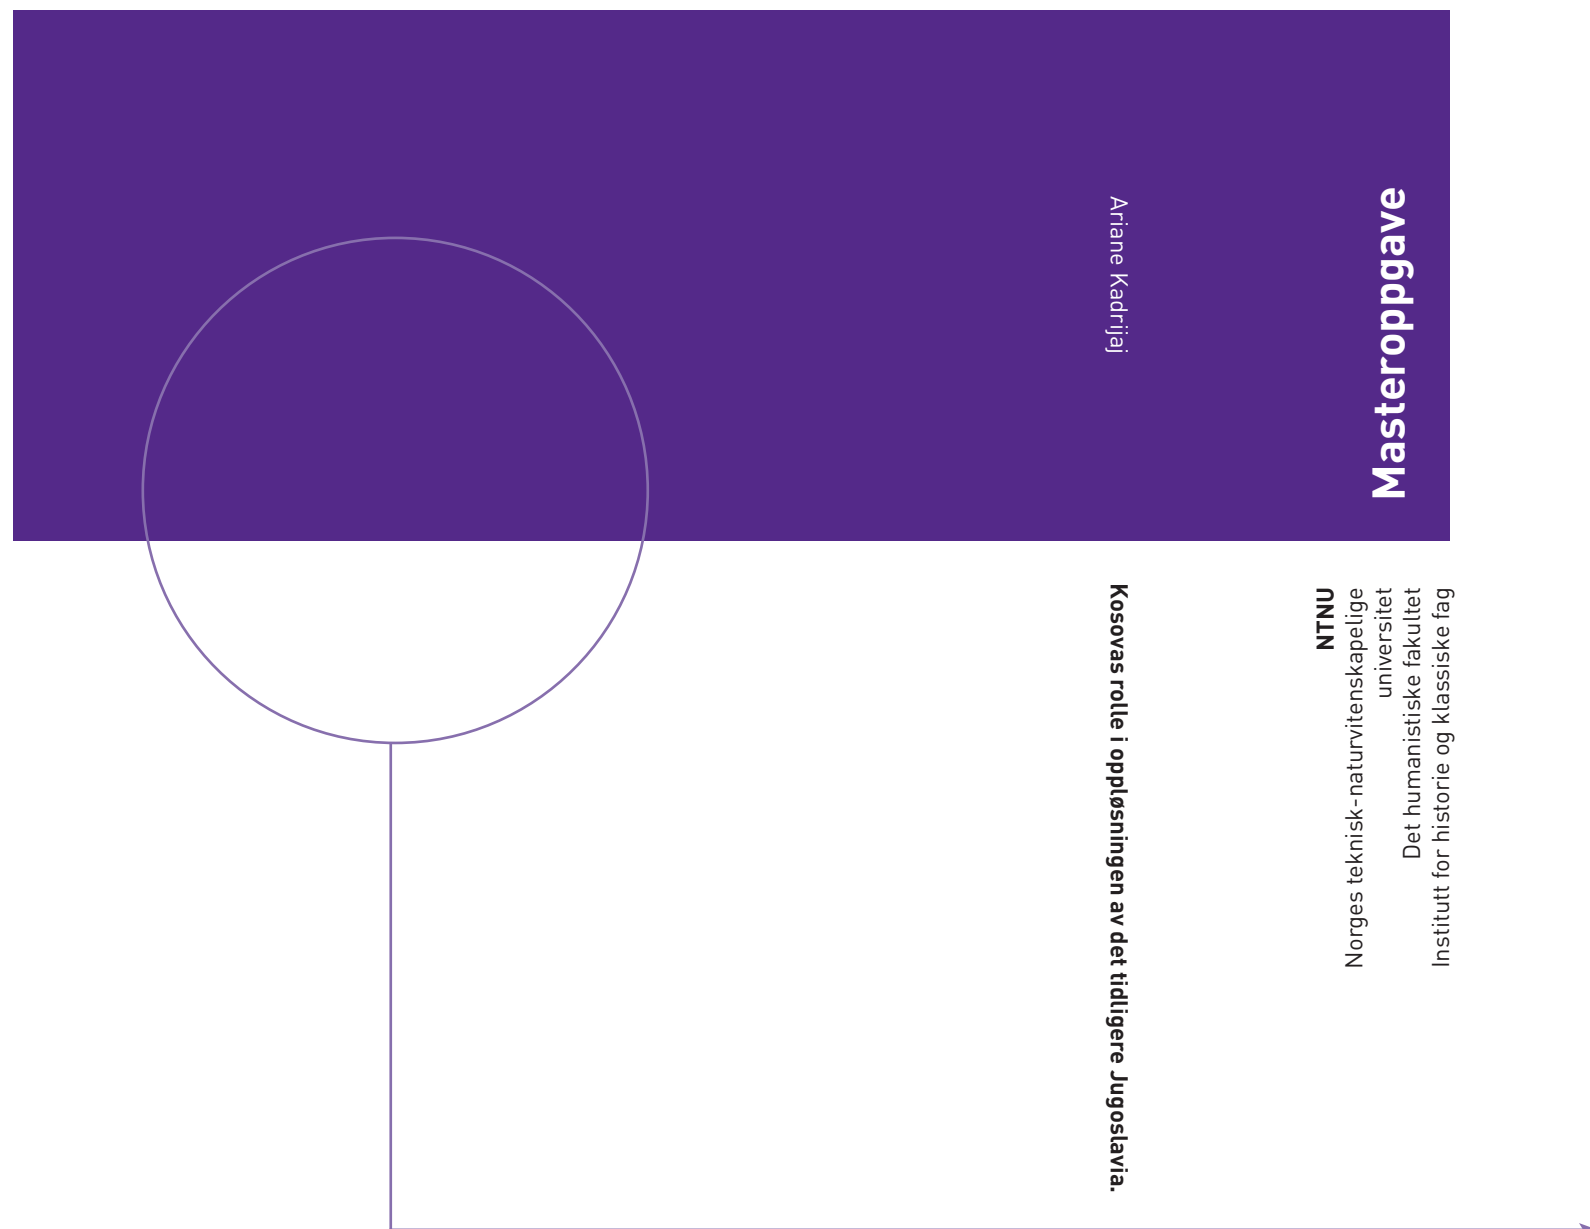 Ariane Kadrijaj
Kosovas rolle i oppløsningen av det tidligere Jugoslavia.
Masteroppgave
NTNU
Norges teknisk-naturvitenskapelige
universitet
Det humanistiske fakultet
Institutt for historie og klassiske fag